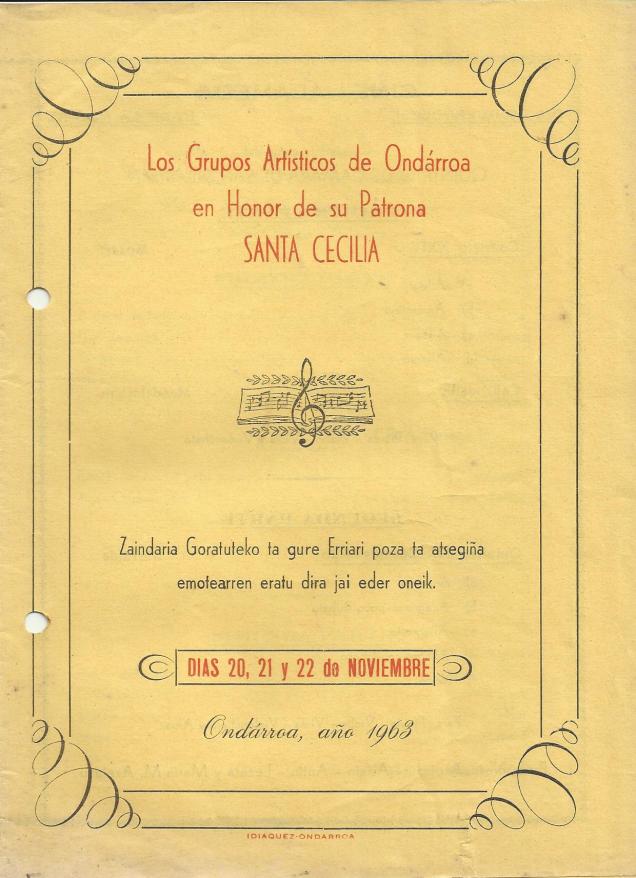 Los Grupos Artísticos de Ondárroa
en Honor de su Patrona
SANTA CECILIA
Zaindaria Goratuteko ta gure Erriari poza ta atsegiña
emotearren eratu dira jai eder oneik.
DIAS 20, 21 y 22 de NOVIEMBRE
Ondárroa, año 1963
IDIAQUEZ-ONDARROA